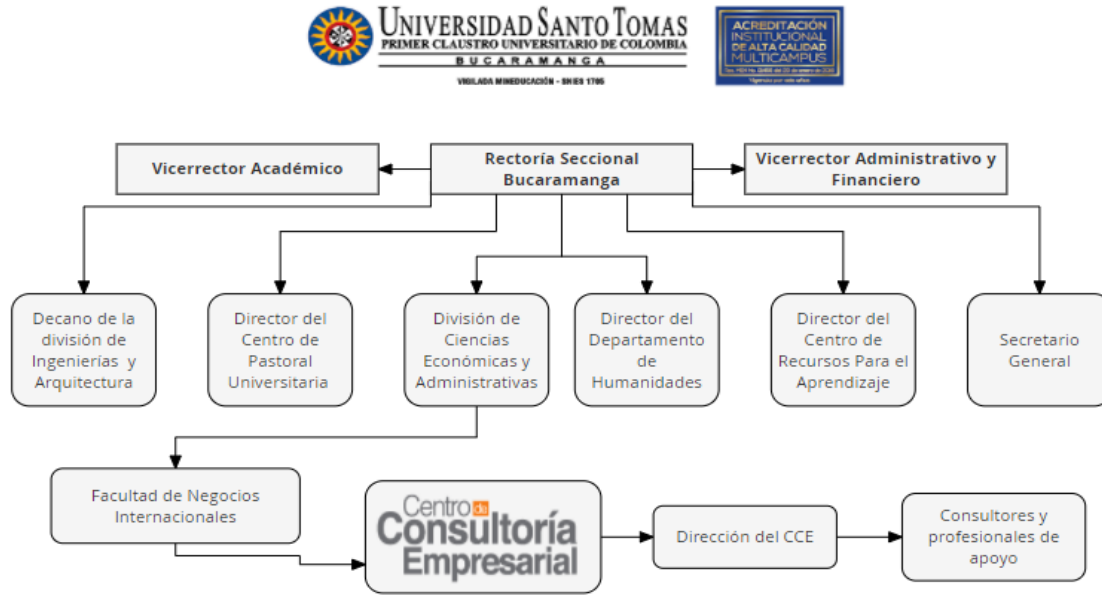 UNIVERSIDAD SANTO TOMAS
PRIMER CLAUSTRO UNIVERSITARIO DE COLOMBIA
BUCARAMANGA
VIGILADA MINEDUCACIÓN - SNIES 1705
ACREDITACIÓN
INSTITUCIONAL
DE ALTA CALIDAD
MULTICAMPUS
Vicerrector Académico
Rectoría Seccional
Bucaramanga
Vicerrector Administrativo y
Financiero
Decano de la
división de
Ingenierías y
Arquitectura
Director del
Centro de
Pastoral
Universitaria
División de
Ciencias
Económicas y
Administrativas
Director del
Departamento
de
Humanidades
Director del
Centro de
Recursos Para el
Aprendizaje
Secretario
General
Facultad de Negocios
Internacionales
Centro de
Consultoría
Empresarial
Dirección del CCE
Consultores y
profesionales de
apoyo